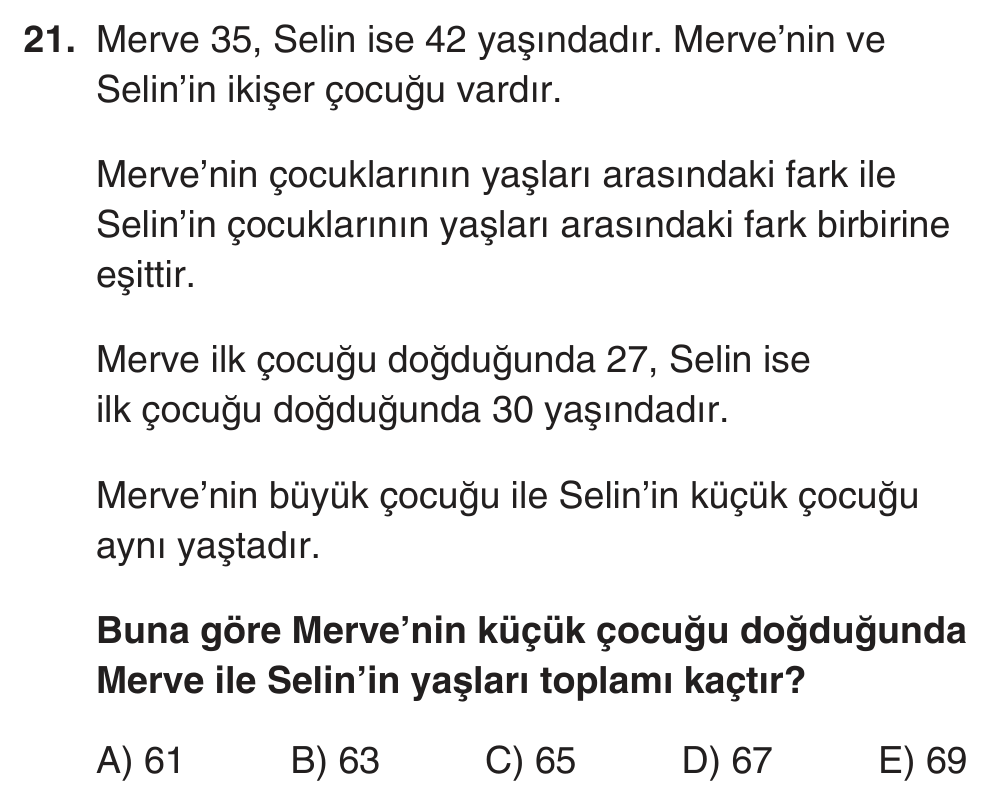 21. Merve 35, Selin ise 42 yaşındadır. Merve’nin ve
Selin’in ikişer çocuğu vardır.
Merve’nin çocuklarının yaşları arasındaki fark ile
Selin’in çocuklarının yaşları arasındaki fark birbirine
eşittir.
Merve ilk çocuğu doğduğunda 27, Selin ise
ilk çocuğu doğduğunda 30 yaşındadır.
Merve’nin büyük çocuğu ile Selin’in küçük çocuğu
aynı yaştadır.
Buna göre Merve’nin küçük çocuğu doğduğunda
Merve ile Selin’in yaşları toplamı kaçtır?
A) 61 B) 63 C) 65 D) 67 E) 69